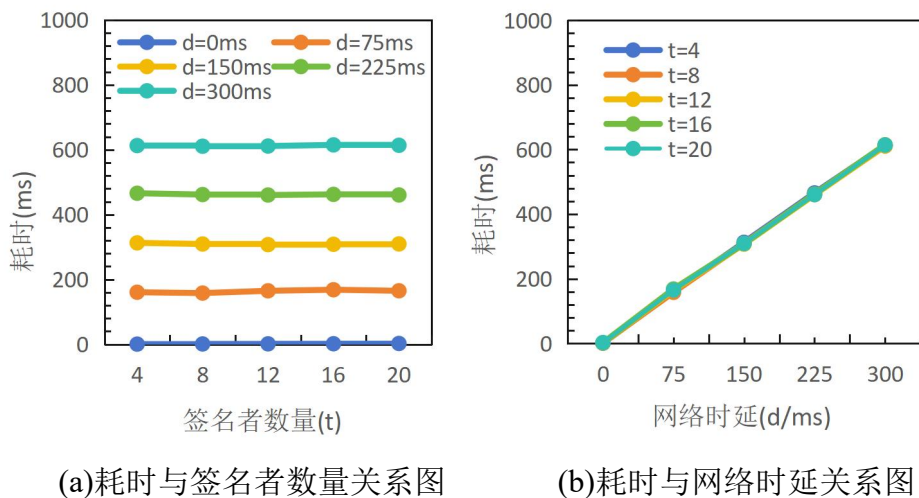 1000
800
600
400
200
0
耗时(ms)
d=0ms d=75ms
d=150ms d=225ms
d=300ms
4 8 12 16 20
签名者数量(t)
(a)耗时与签名者数量关系图
1000
800
600
400
200
0
耗时(ms)
t=4
t=8
t=12
t=16
t=20
0 75 150 225 300
网络时延(d/ms)
(b)耗时与网络时延关系图